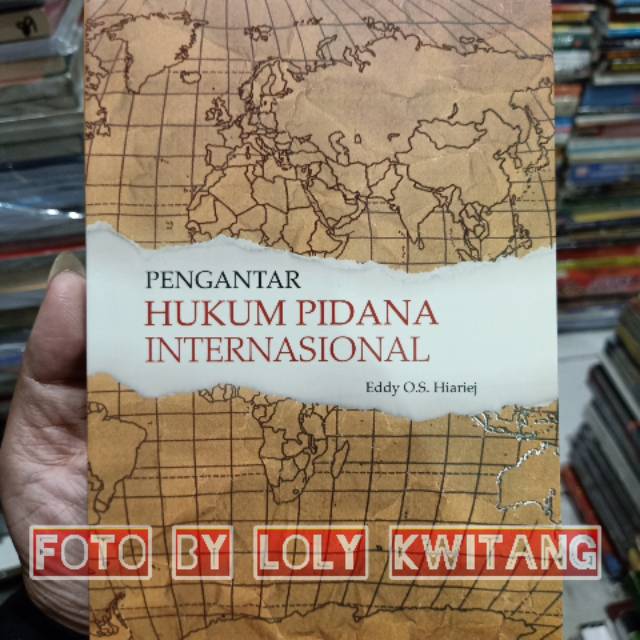 PENGANTAR
HUKUM PIDANA
INTERNASIONAL
Eddy O.S. Hiariej
FOTO BY LOLY KWITANG